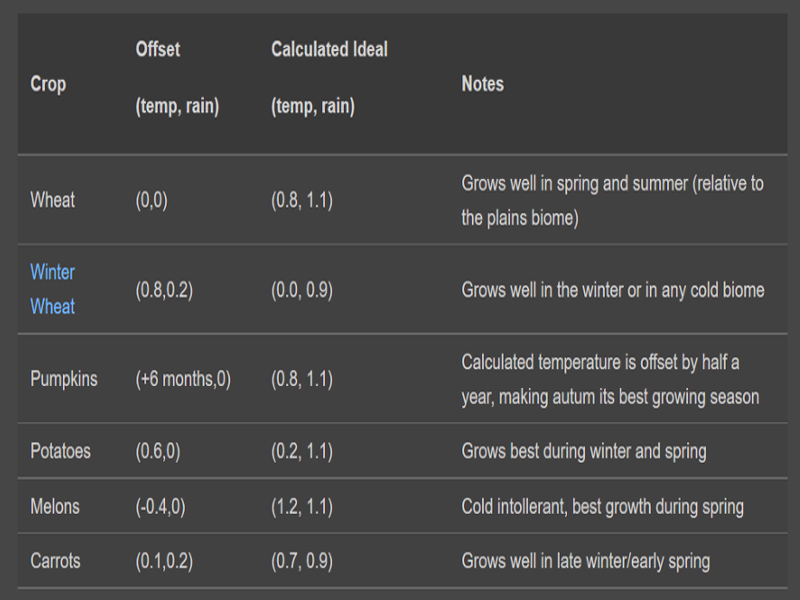 Crop
Offset
(temp, rain)
Calculated Ideal
(temp, rain)
Notes
Wheat
(0,0)
(0.8, 1.1)
Grows well in spring and summer (relative to
the plains biome)
Winter
Wheat
(0.8,0.2)
(0.0, 0.9)
Grows well in the winter or in any cold biome
Pumpkins
(+6 months,0)
(0.8, 1.1)
Calculated temperature is offset by half a
year, making autum its best growing season
Potatoes
(0.6,0)
(0.2, 1.1)
Grows best during winter and spring
Melons
(-0.4,0)
(1.2, 1.1)
Cold intollerant, best growth during spring
Carrots
(0.1,0.2)
(0.7, 0.9)
Grows well in late winter/early spring